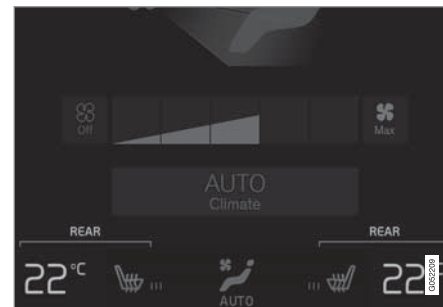 Off
Max
AUTO
Climate
REAR
REAR
22°C
22
AUTO
G052209